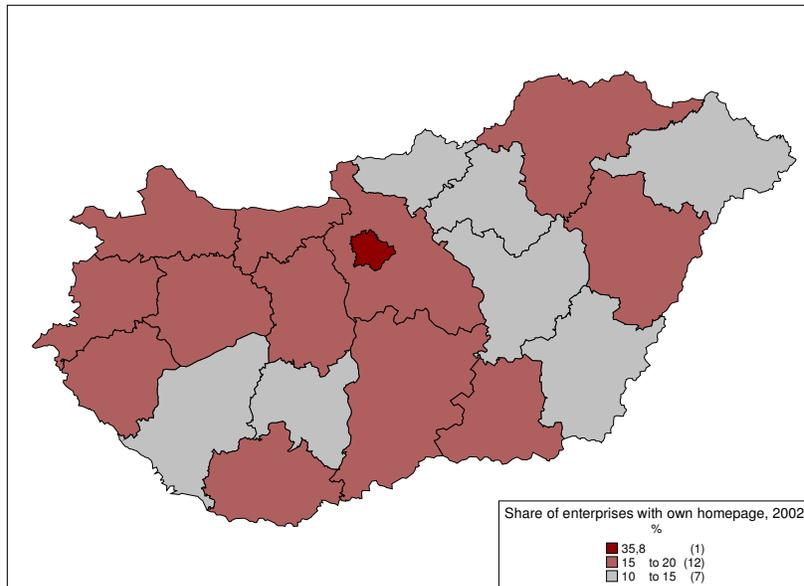 Share of enterprises with own homepage, 2002
%
35,8 (1)
15 to 20 (12)
10 to 15 (7)